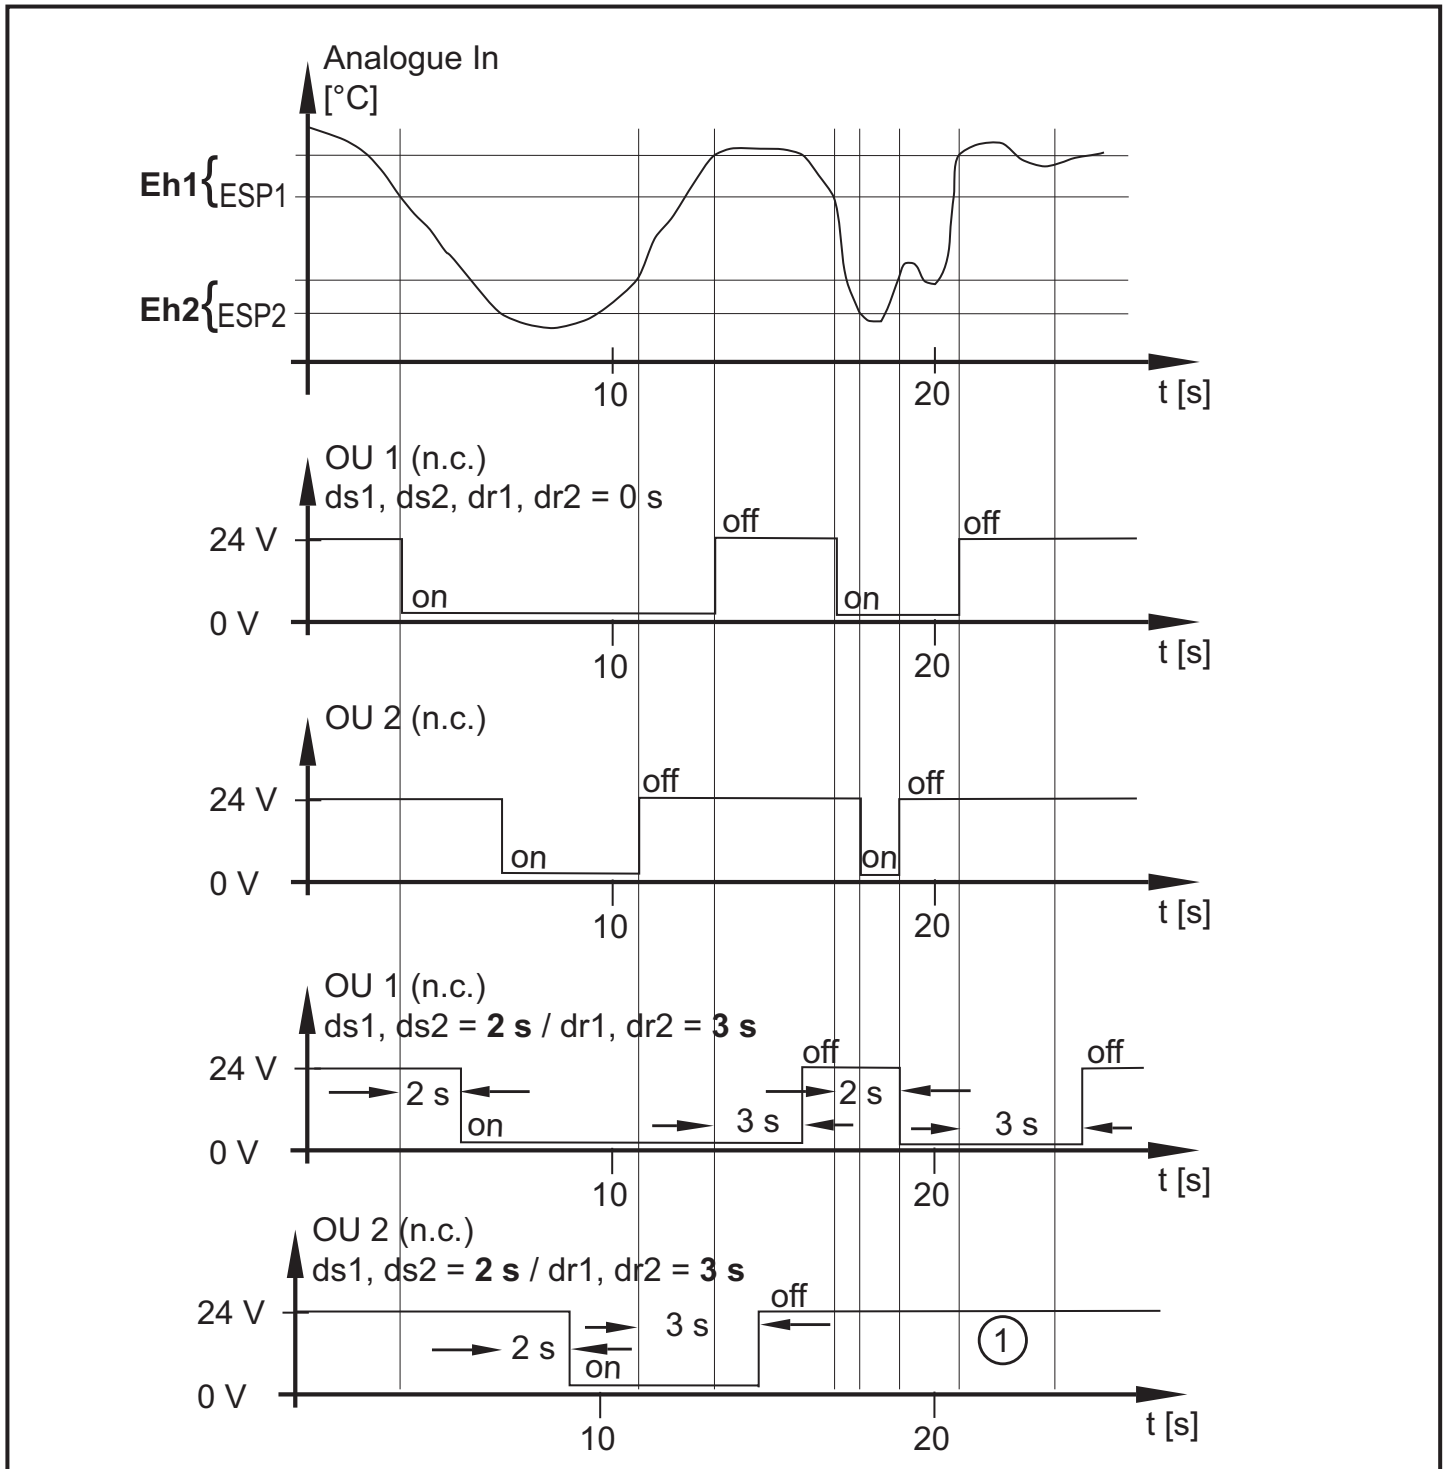 Analogue In
[°C]
Eh1{ESP1
Eh2{ESP2
10
20
t [s]
OU 1 (n.c.)
ds1, ds2, dr1, dr2 = 0 s
24 V
off
off
on
on
0 V
10
20
t [s]
OU 2 (n.c.)
24 V
off
off
on
on
0 V
10
20
t [s]
OU 1 (n.c.)
ds1, ds2 = 2 s / dr1, dr2 = 3 s
24 V
off
off
2 s
2 s
on
3 s
3 s
0 V
10
20
t [s]
OU 2 (n.c.)
ds1, ds2 = 2 s / dr1, dr2 = 3 s
24 V
off
3 s
2 s
1
on
0 V
10
20
t [s]